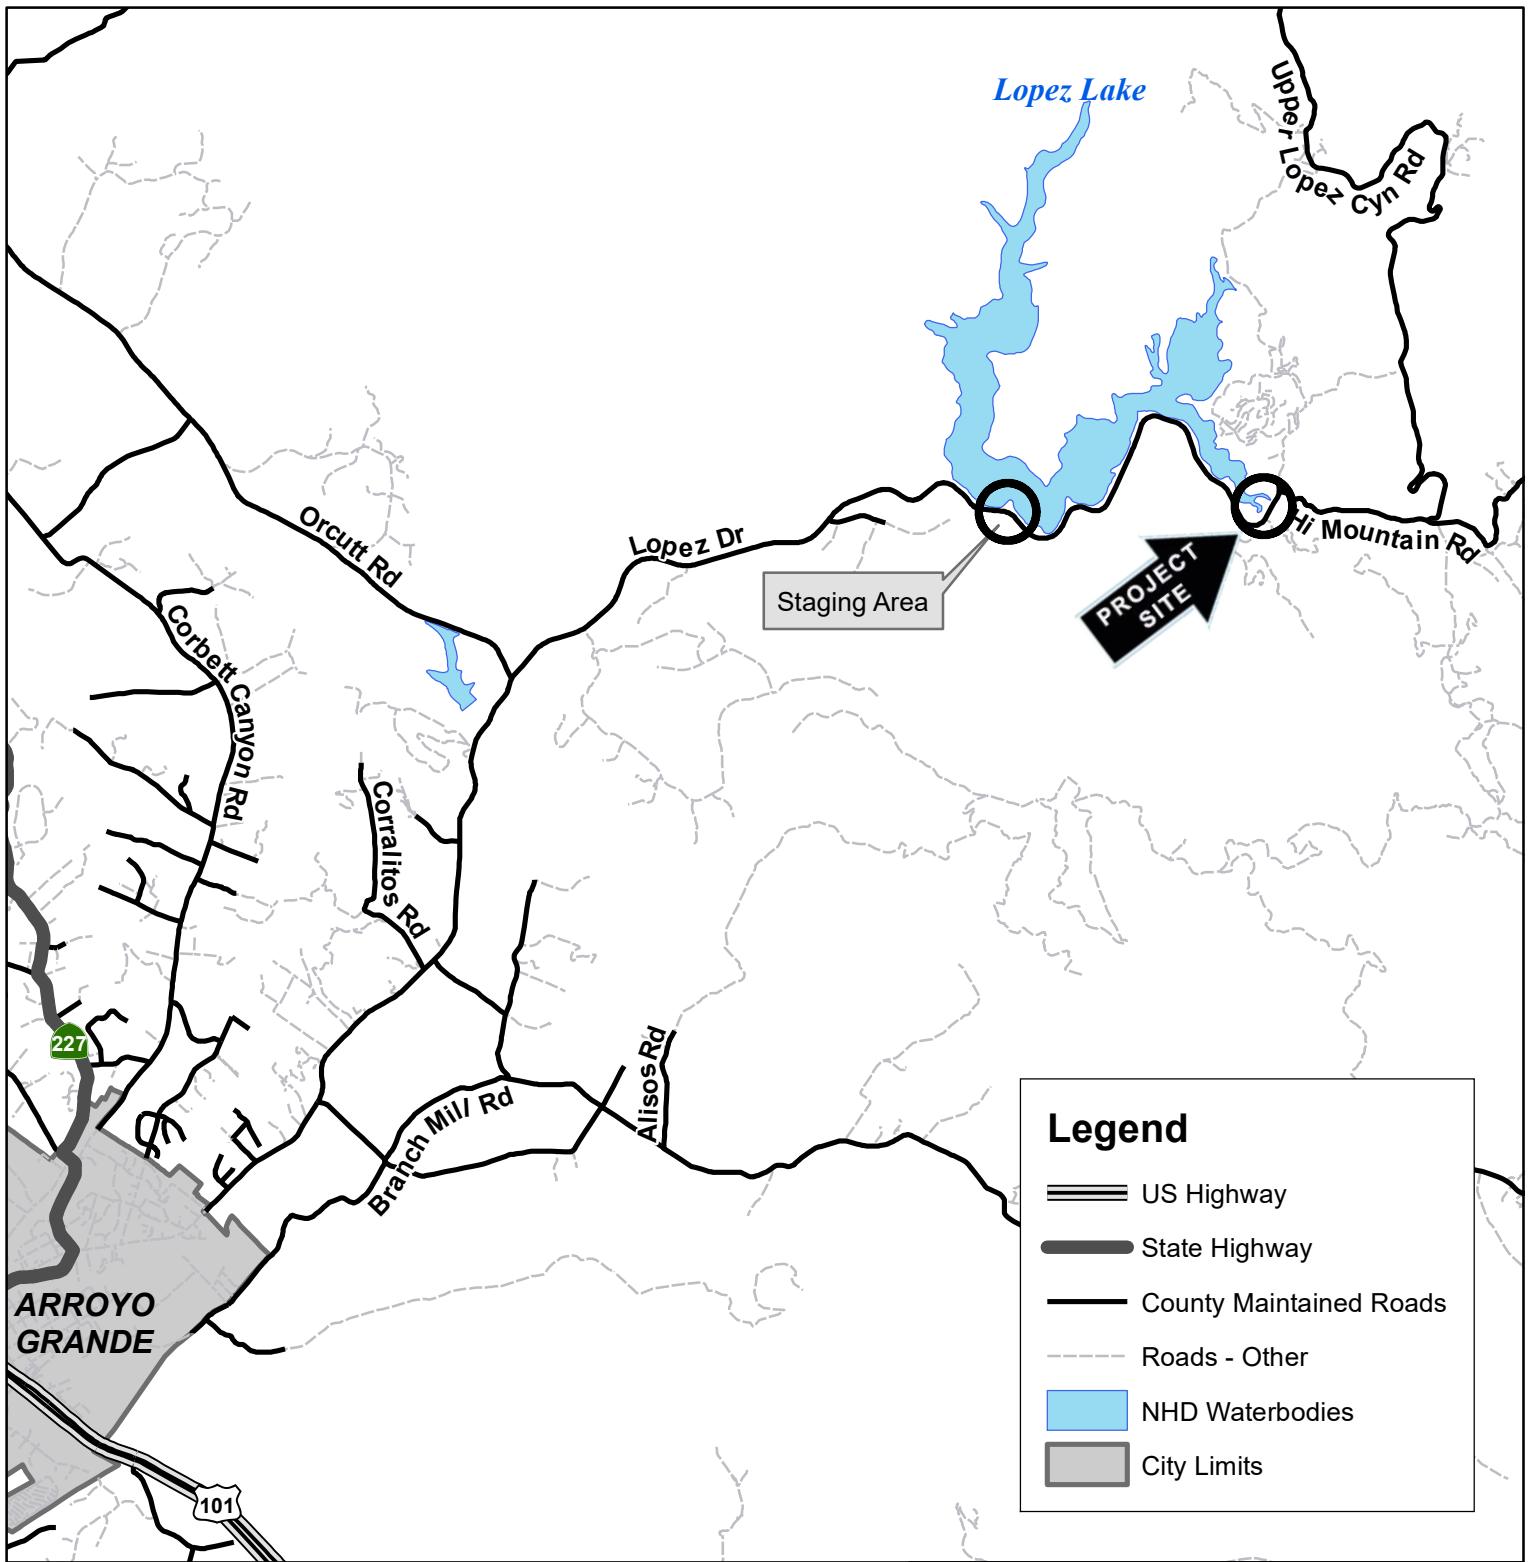 Lopez Lake
Upper Lopez Cyn Rd
Orcutt Rd
Lopez Dr
Hi Mountain Rd
PROJECT
SITE
Staging Area
Corbett Canyon Rd
Corralitos Rd
227
Alisos Rd
Branch Mill Rd
ARROYO
GRANDE
101
Legend
US Highway
State Highway
County Maintained Roads
Roads - Other
NHD Waterbodies
City Limits